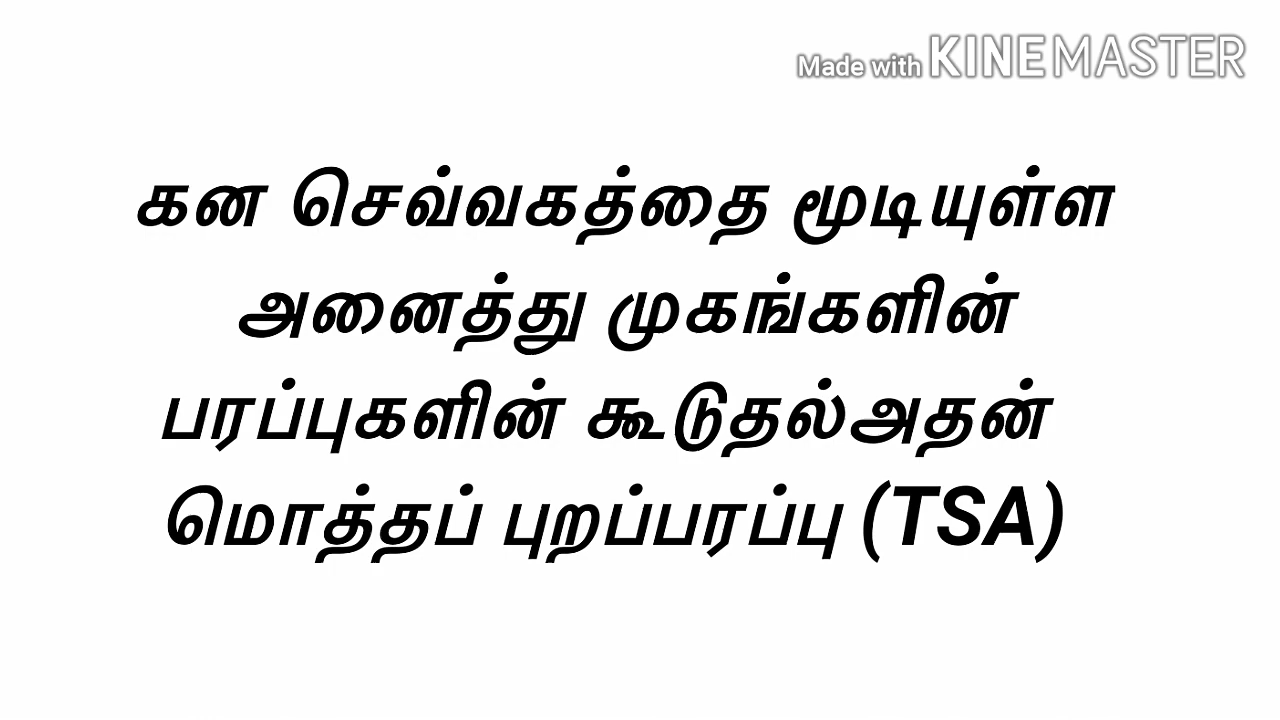 Made with KINEMASTER
கன செவ்வகத்தை மூடியுள்ள
அனைத்து முகங்களின்
பரப்புகளின் கூடுதல்அதன்
மொத்தப் புறப்பரப்பு (TSA)